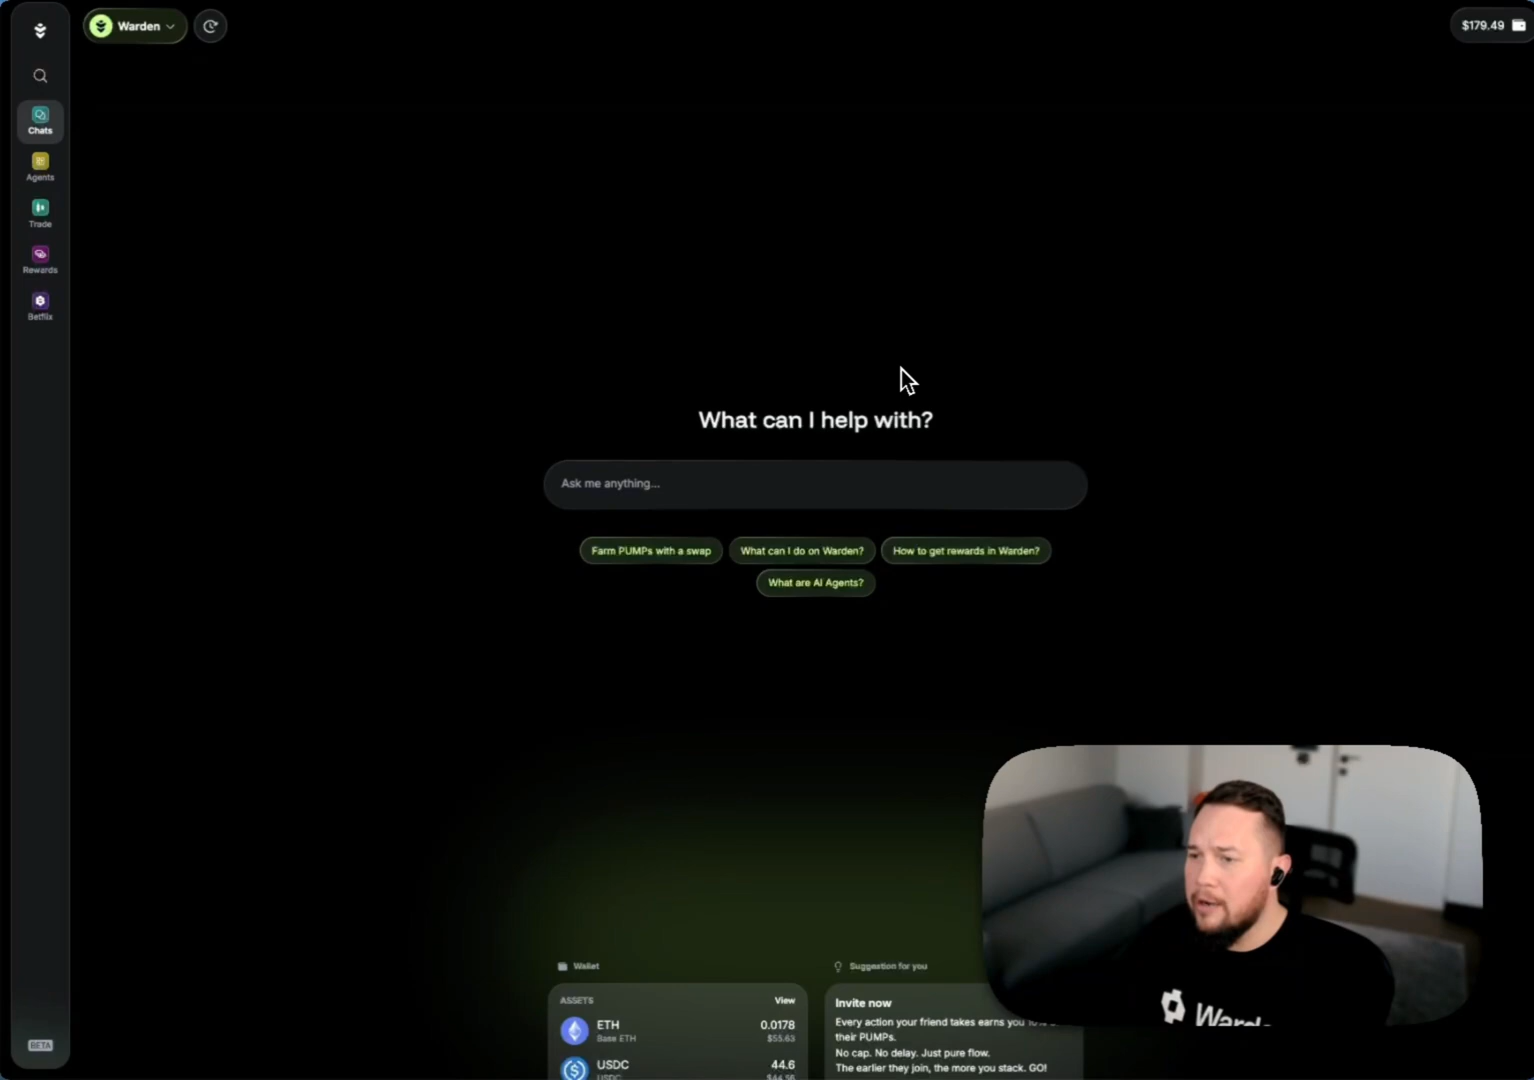 Warden
$179.49
Chats
Agents
Trade
Rewards
Betflix
What can I help with?
Ask me anything...
Farm PUMPs with a swap
What can I do on Warden?
How to get rewards in Warden?
What are AI Agents?
Wallet
ASSETS
View
ETH
0.0178
Base ETH
$55.63
USDC
44.6
USDC
Suggestion for you
Invite now
Every action your friend takes earns you
their PUMPs.
No cap. No delay. Just pure flow.
The earlier they join, the more you stack. GO!
BETA